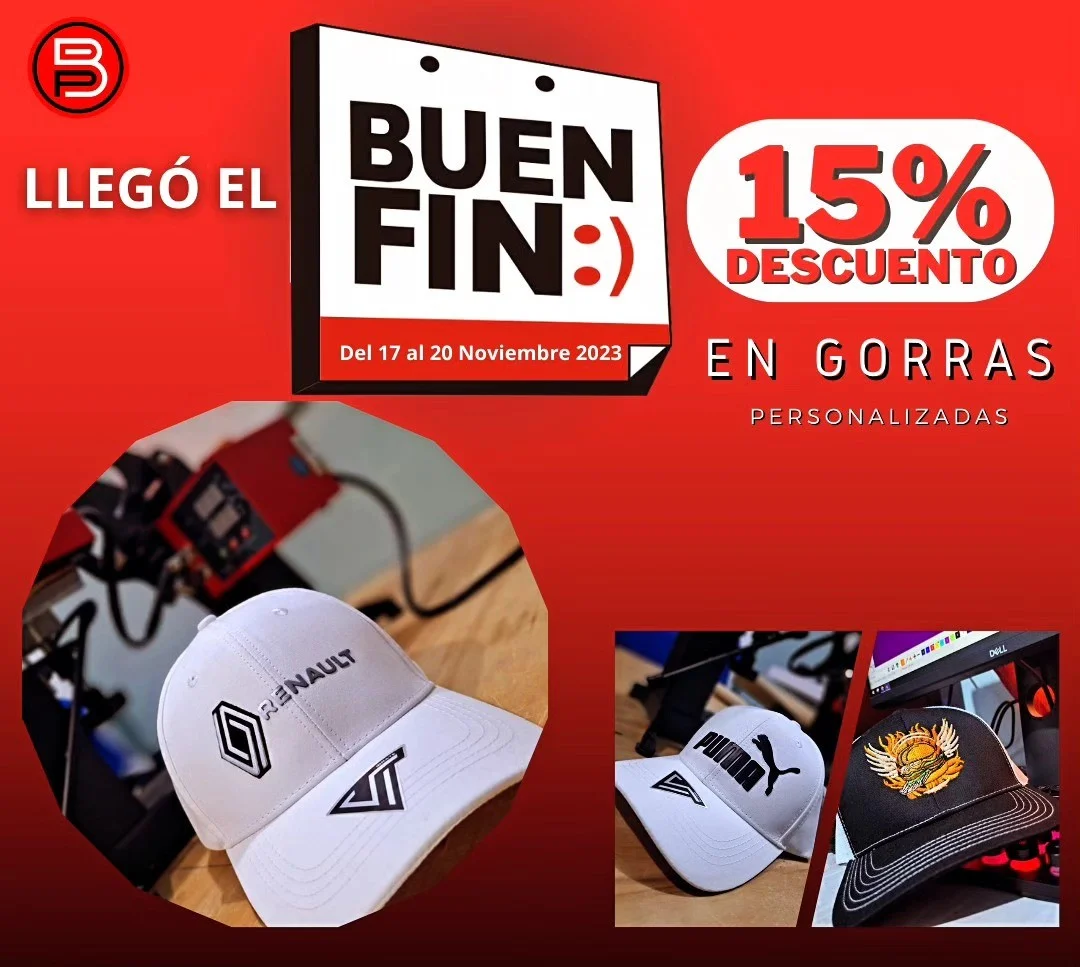 LLEGÓ EL
BUEN
FIN:)
Del 17 al 20 Noviembre 2023
15%
DESCUENTO
EN GORRAS
PERSONALIZADAS
RENAULT
PUMA
DELL